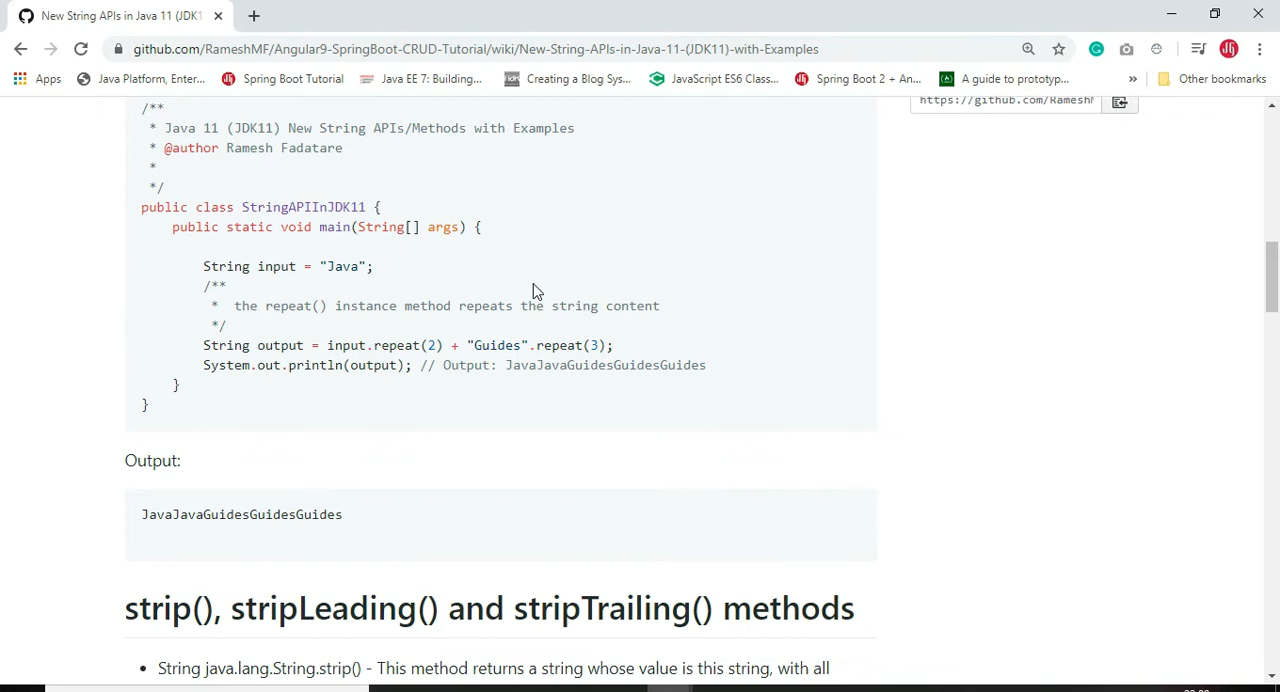 New String APIs in Java 11 (JDK1
github.com/RameshMF/Angular9-SpringBoot-CRUD-Tutorial/wiki/New-String-APIs-in-Java-11-(JDK11)-with-Examples
Apps Java Platform, Enter... Spring Boot Tutorial Java EE 7: Building... Creating a Blog Sy... JavaScript ES6 Class... Spring Boot 2 + An... A guide to prototyp... » Other bookmarks
https://github.com/Ramesh
/**
* Java 11 (JDK11) New String APIs/Methods with Examples
* @author Ramesh Fadatare
*
*/
public class StringAPIInJDK11 {
public static void main(String[] args) {
String input = "Java";
/**
* the repeat() instance method repeats the string content
*/
String output = input.repeat(2) + "Guides".repeat(3);
System.out.println(output); // Output: JavaJavaGuidesGuidesGuides
}
}
Output:
JavaJavaGuidesGuidesGuides
strip(), stripLeading() and stripTrailing() methods
• String java.lang.String.strip() - This method returns a string whose value is this string, with all